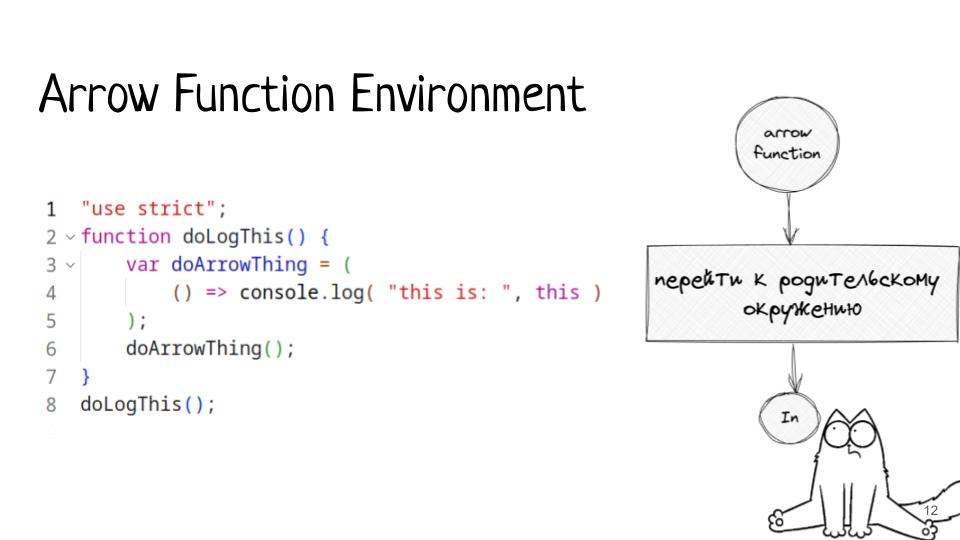 Arrow Function Environment
1 "use strict";
2 function doLogThis() {
3 var doArrowThing = (
4 () => console.log( "this is: ", this )
5 );
6 doArrowThing();
7 }
8 doLogThis();
arrow
function
перейти к родительскому
окружению
In
12